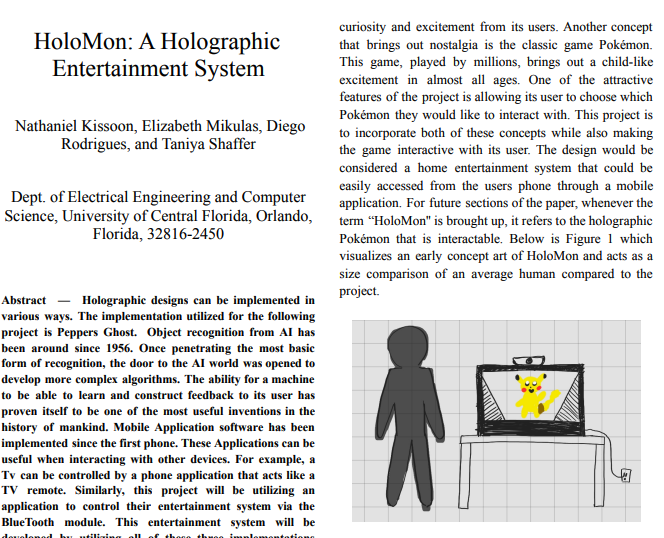 HoloMon: A Holographic
Entertainment System
Nathaniel Kissoon, Elizabeth Mikulas, Diego
Rodrigues, and Taniya Shaffer
Dept. of Electrical Engineering and Computer
Science, University of Central Florida, Orlando,
Florida, 32816-2450
Abstract — Holographic designs can be implemented in
various ways. The implementation utilized for the following
project is Peppers Ghost. Object recognition from AI has
been around since 1956. Once penetrating the most basic
form of recognition, the door to the AI world was opened to
develop more complex algorithms. The ability for a machine
to be able to learn and construct feedback to its user has
proven itself to be one of the most useful inventions in the
history of mankind. Mobile Application software has been
implemented since the first phone. These Applications can be
useful when interacting with other devices. For example, a
Tv can be controlled by a phone application that acts like a
TV remote. Similarly, this project will be utilizing an
application to control their entertainment system via the
BlueTooth module. This entertainment system will be
developed by utilizing all of these three implementations
curiosity and excitement from its users. Another concept
that brings out nostalgia is the classic game Pokémon.
This game, played by millions, brings out a child-like
excitement in almost all ages. One of the attractive
features of the project is allowing its user to choose which
Pokémon they would like to interact with. This project is
to incorporate both of these concepts while also making
the game interactive with its user. The design would be
considered a home entertainment system that could be
easily accessed from the users phone through a mobile
application. For future sections of the paper, whenever the
term “HoloMon" is brought up, it refers to the holographic
Pokémon that is interactable. Below is Figure 1 which
visualizes an early concept art of HoloMon and acts as a
size comparison of an average human compared to the
project.